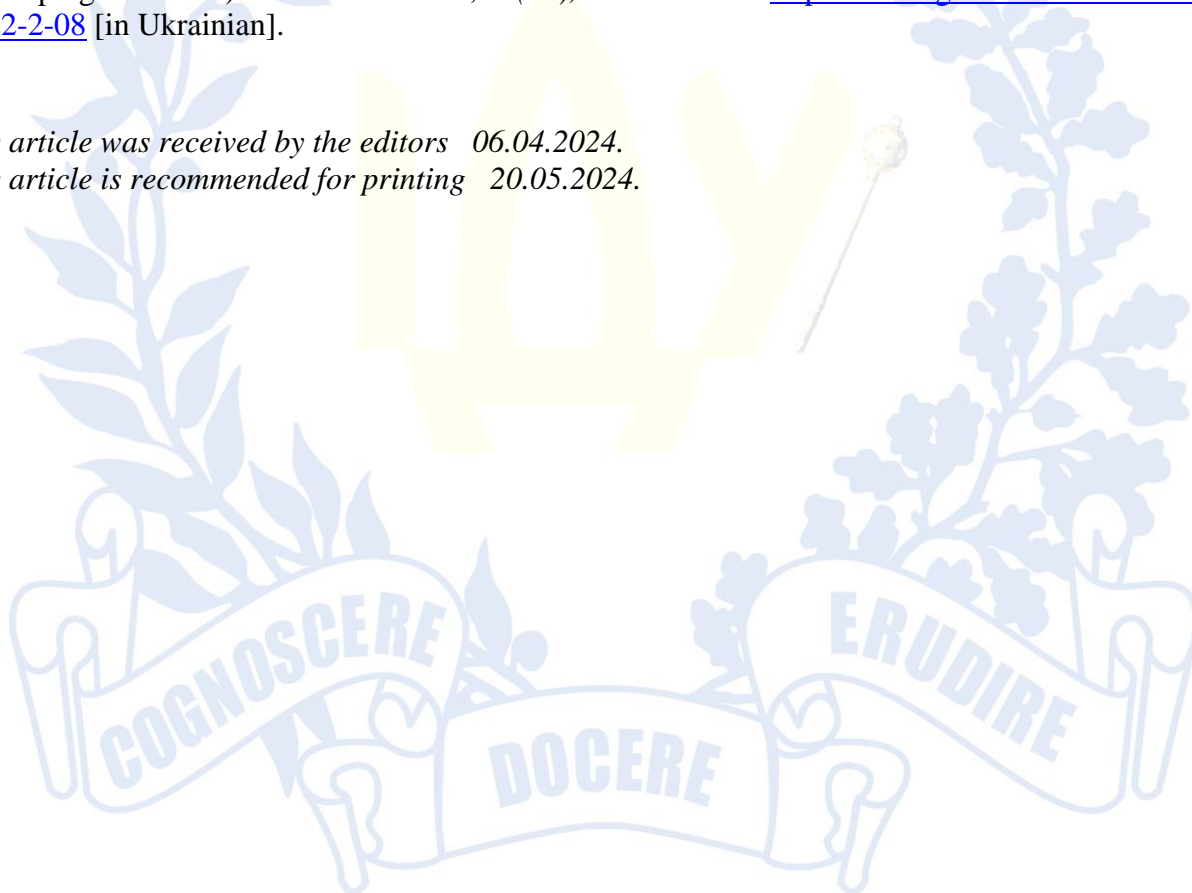 2-2-08 [in Ukrainian].
article was received by the editors 06.04.2024.
article is recommended for printing 20.05.2024.
COGNOSCERE
DOCERE
ERUDIRE